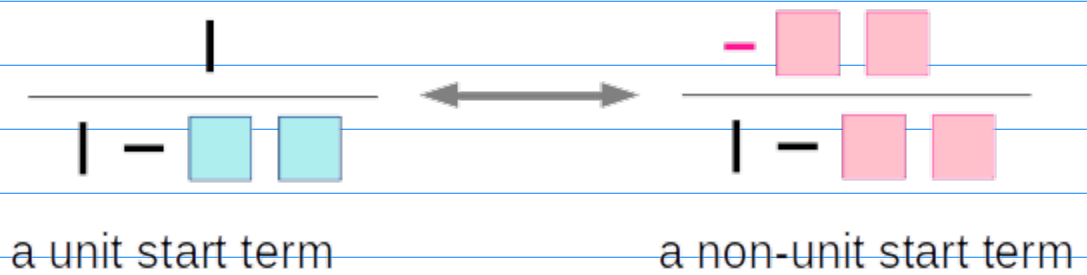 1 - □ □
1 - □ □ 1 - □ □
a unit start term a non-unit start term